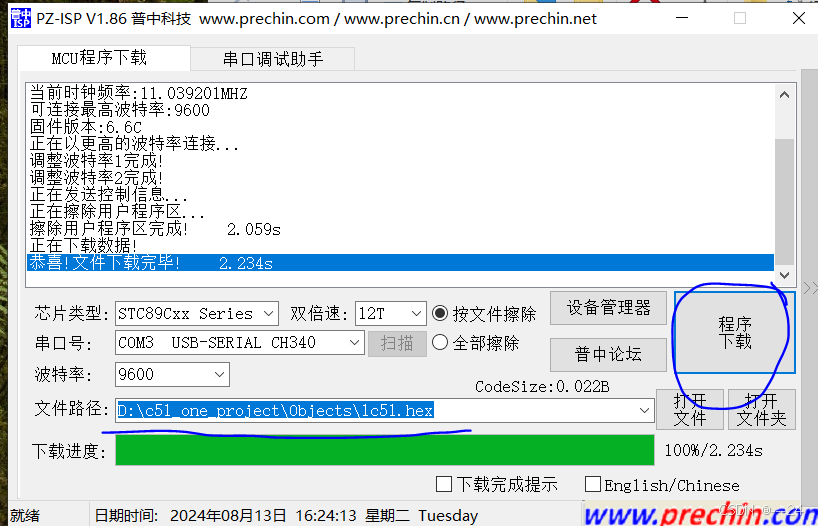 PZ-ISP V1.86 普中科技 www.prechin.com / www.prechin.cn / www.prechin.net
MCU程序下载 串口调试助手
当前时钟频率:11.039201MHZ
可连接最高波特率:9600
固件版本:6.6C
正在以更高的波特率连接...
调整波特率1完成!
调整波特率2完成!
正在发送控制信息...
正在擦除用户程序区...
擦除用户程序区完成! 2.059s
正在下载数据!
恭喜!文件下载完毕! 2.234s
芯片类型: STC89Cxx Series 双倍速: 12T 按文件擦除 设备管理器
程序
下载
串口号: COM3 USB-SERIAL CH340 扫描 全部擦除 普中论坛
波特率: 9600
CodeSize:0.022B
文件路径: D:\c51_one_project\Objects\lc51.hex
打开
文件
打开
文件夹
下载进度: 100%/2.234s
下载完成提示 English/Chinese
就绪 日期时间: 2024年08月13日 16:24:13 星期二 Tuesday
www.prechin.com